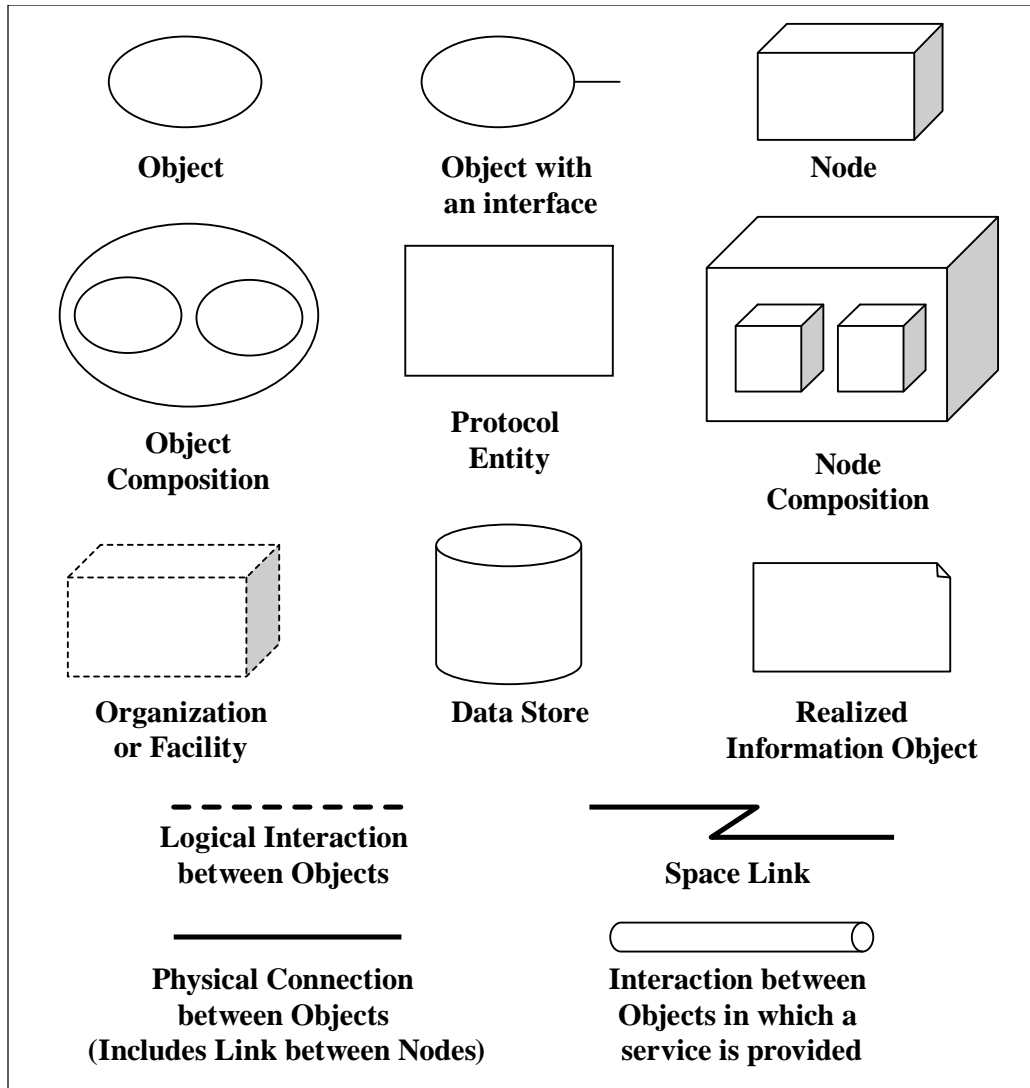 Object
Object with
an interface
Node
Object
Composition
Protocol
Entity
Node
Composition
Organization
or Facility
Data Store
Realized
Information Object
Logical Interaction
between Objects
Space Link
Physical Connection
between Objects
(Includes Link between Nodes)
Interaction between
Objects in which a
service is provided